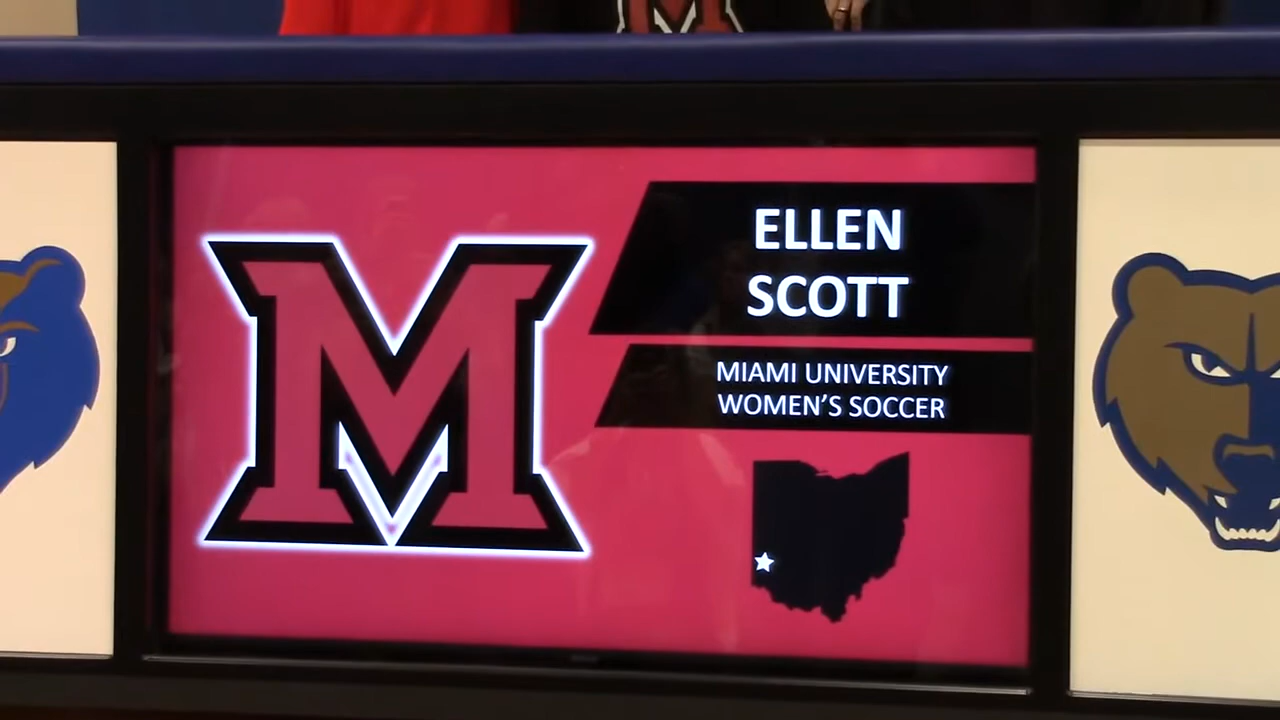 M
M
ELLEN
SCOTT
MIAMI UNIVERSITY
WOMEN'S SOCCER